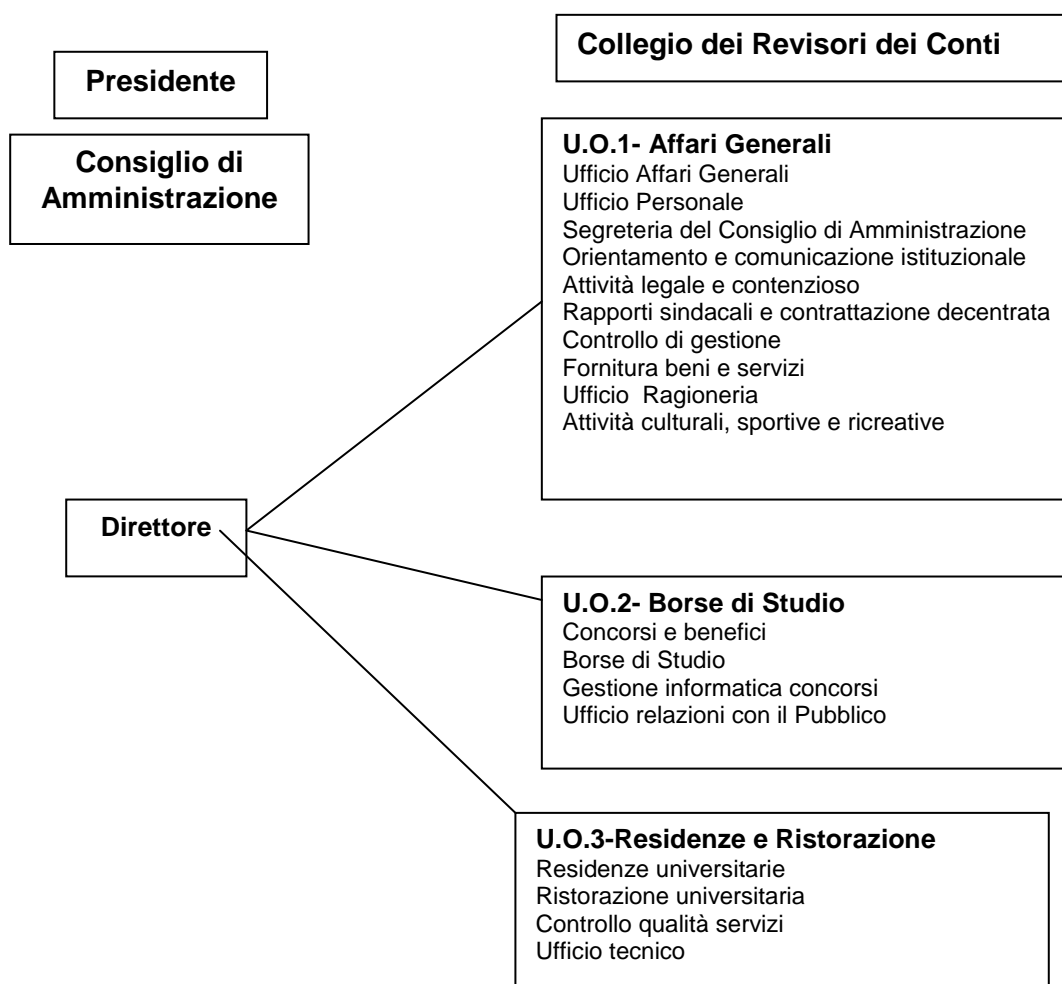 Collegio dei Revisori dei Conti
Presidente
Consiglio di
Amministrazione
U.O.1- Affari Generali
Ufficio Affari Generali
Ufficio Personale
Segreteria del Consiglio di Amministrazione
Orientamento e comunicazione istituzionale
Attività legale e contenzioso
Rapporti sindacali e contrattazione decentrata
Controllo di gestione
Fornitura beni e servizi
Ufficio  Ragioneria
Attività culturali, sportive e ricreative
Direttore
U.O.2- Borse di Studio
Concorsi e benefici
Borse di Studio
Gestione informatica concorsi
Ufficio relazioni con il Pubblico
U.O.3-Residenze e Ristorazione
Residenze universitarie
Ristorazione universitaria
Controllo qualità servizi
Ufficio tecnico